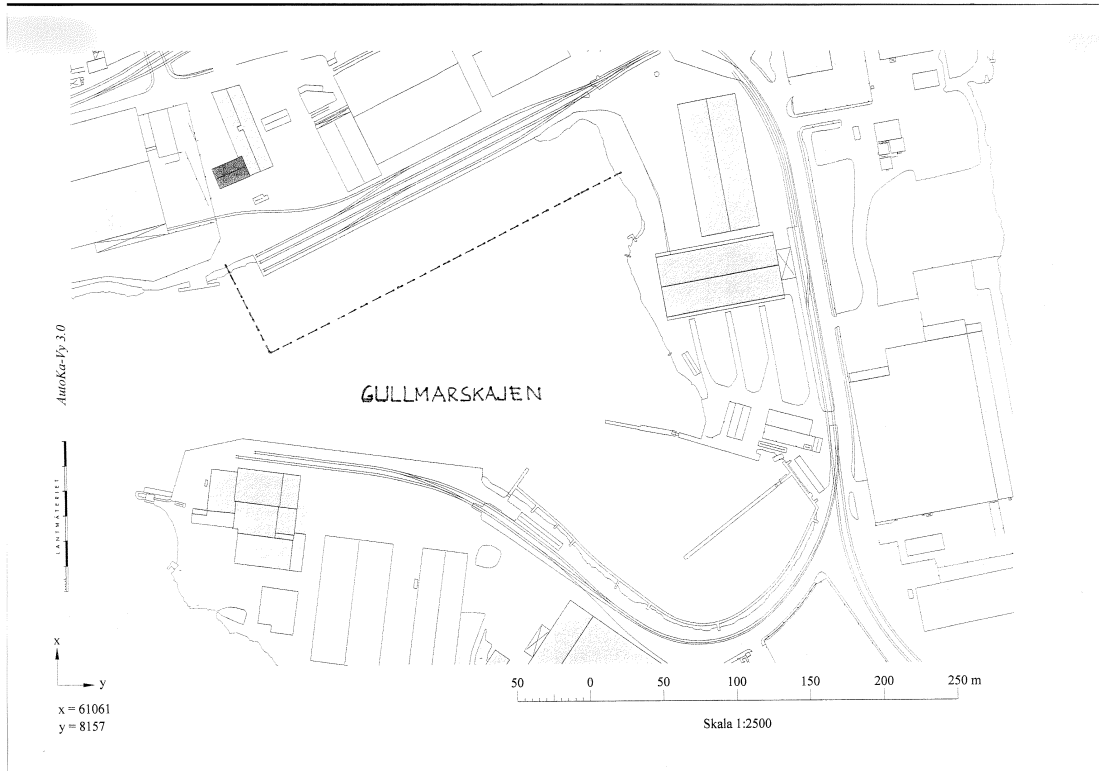 AutoKa-Vy 3.0
GULLMARSKAJEN
LANTMÄTERIET
x
y
x = 61061
y = 8157
50 0 50 100 150 200 250 m
Skala 1:2500